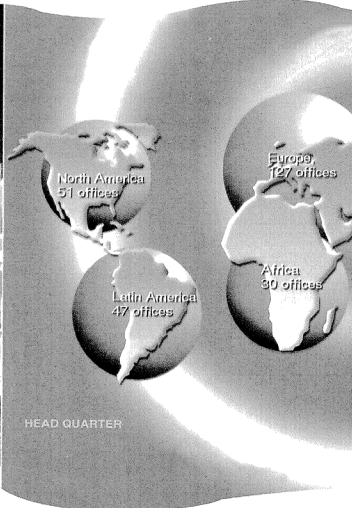 North America
51 offices
Europe
127 offices
Latin America
47 offices
Africa
30 offices
HEAD QUARTER